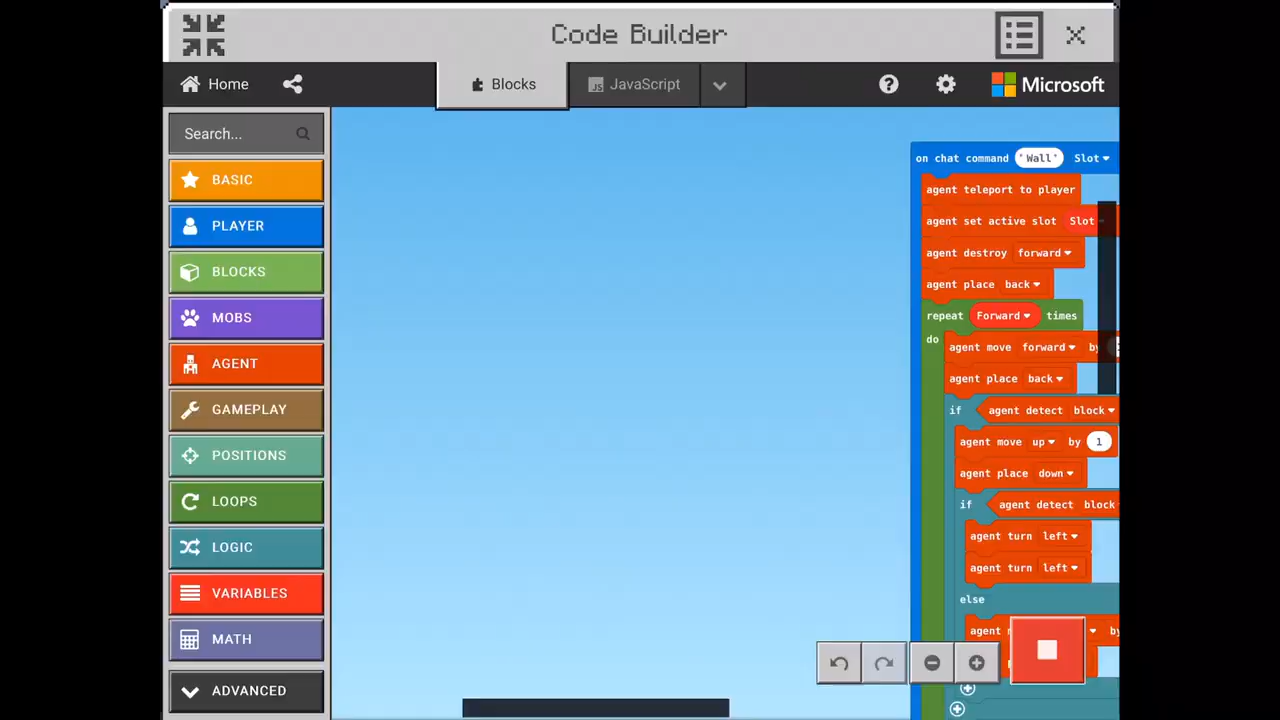 Code Builder
Home
Blocks
JS JavaScript
?
Microsoft
Search...
BASIC
PLAYER
BLOCKS
MOBS
AGENT
GAMEPLAY
POSITIONS
LOOPS
LOGIC
VARIABLES
MATH
ADVANCED
on chat command "Wall" Slot
agent teleport to player
agent set active slot Slot
agent destroy forward
agent place back
repeat Forward times
do
agent move forward by
agent place back
if agent detect block
agent move up by 1
agent place down
if agent detect block
agent turn left
agent turn left
else
agent